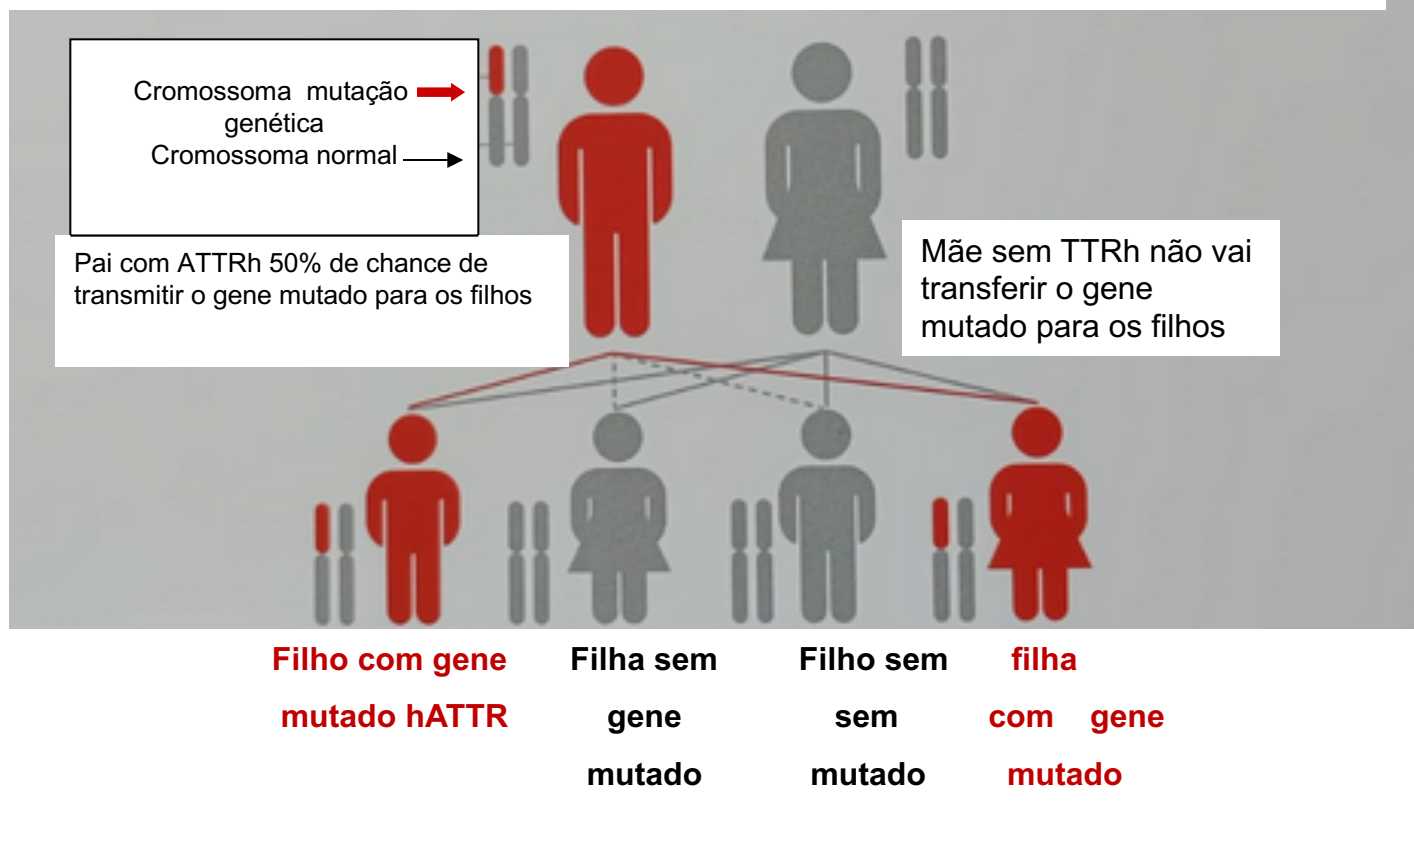 Cromossoma mutação
genética
Cromossoma normal
Pai com ATTRh 50% de chance de
transmitir o gene mutado para os filhos
Mãe sem TTRh não vai
transferir o gene
mutado para os filhos
Filho com gene
mutado hATTR
Filha sem
gene
mutado
Filho sem
sem
mutado
filha
com gene
mutado